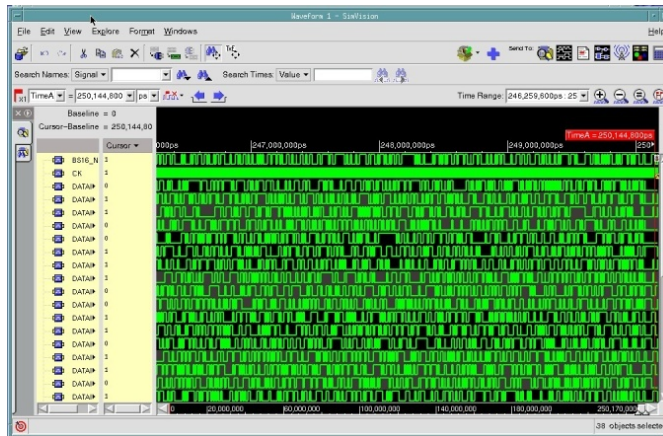 Waveform 1 - SimVision
File Edit View Explore Format Windows Help
Send To:
Search Names: Signal Search Times: Value
TimeA = 250,144,800 ps Time Range: 246,259,600ps : 25
Baseline = 0
Cursor-Baseline = 250,144,80
TimeA = 250,144,800ps
Cursor 000ps 247,000,000ps 248,000,000ps 249,000,000ps 250
BS16_N 1
CK 1
DATAI 0
DATAI 1
DATAI 1
DATAI 0
DATAI 0
DATAI 1
DATAI 1
DATAI 1
DATAI 0
DATAI 1
DATAI 1
DATAI 0
DATAI 1
DATAI 1
DATAI 1
DATAI 0
0 20,000,000 60,000,000 100,000,000 140,000,000 180,000,000 250,170,000
38 objects selecte